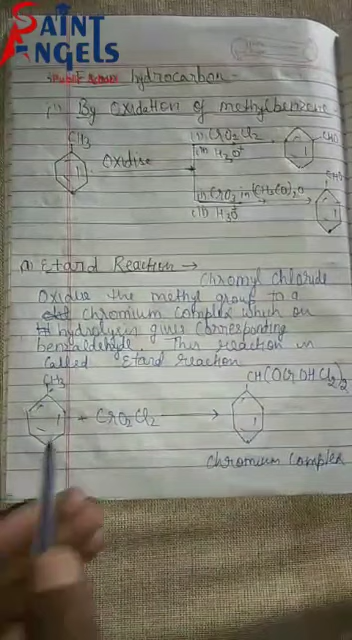 SAINT
ANGELS
hydrocarbon -
i) By Oxidation of methylbenzene
CH3
Oxidise
(i) CrO2Cl2
(ii) H3O+
CHO
(i) CrO3 in (CH3CO)2O
(ii) H3O+
a) Etard Reaction →
Chromyl chloride
Oxidise the methyl group to a
Chromium Complex which on
hydrolysis gives Corresponding
benzaldehyde. This reaction is
Called Etard reaction
CH3
+ CrO2Cl2 →
CH(OCrOHCl2)2
Chromium Complex